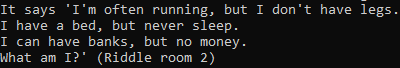 It says 'I'm often running, but I don't have legs.
I have a bed, but never sleep.
I can have banks, but no money.
What am I?' (Riddle room 2)